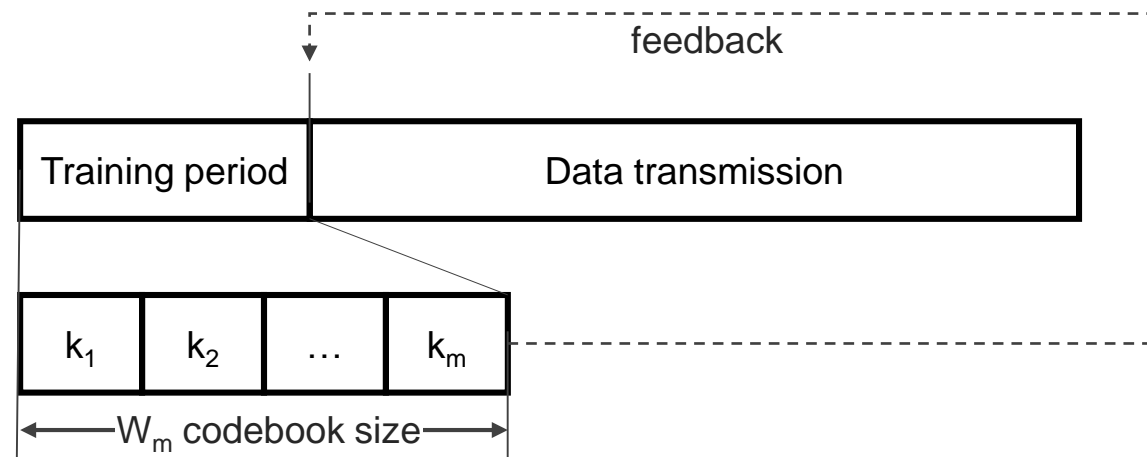 feedback
Training period
Data transmission
k₁
k₂
…
kₘ
Wₘ codebook size